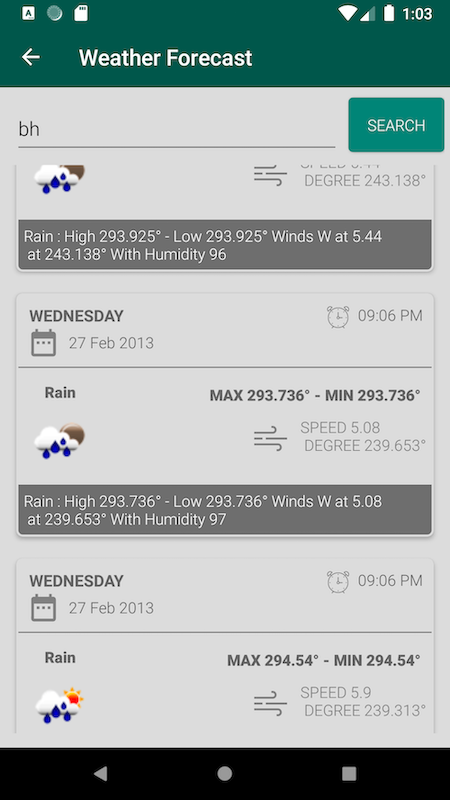 A
1:03
Weather Forecast
bh
SEARCH
SPEED 5.44
DEGREE 243.138°
Rain : High 293.925° - Low 293.925° Winds W at 5.44
at 243.138° With Humidity 96
WEDNESDAY
09:06 PM
27 Feb 2013
Rain
MAX 293.736° - MIN 293.736°
SPEED 5.08
DEGREE 239.653°
Rain : High 293.736° - Low 293.736° Winds W at 5.08
at 239.653° With Humidity 97
WEDNESDAY
09:06 PM
27 Feb 2013
Rain
MAX 294.54° - MIN 294.54°
SPEED 5.9
DEGREE 239.313°